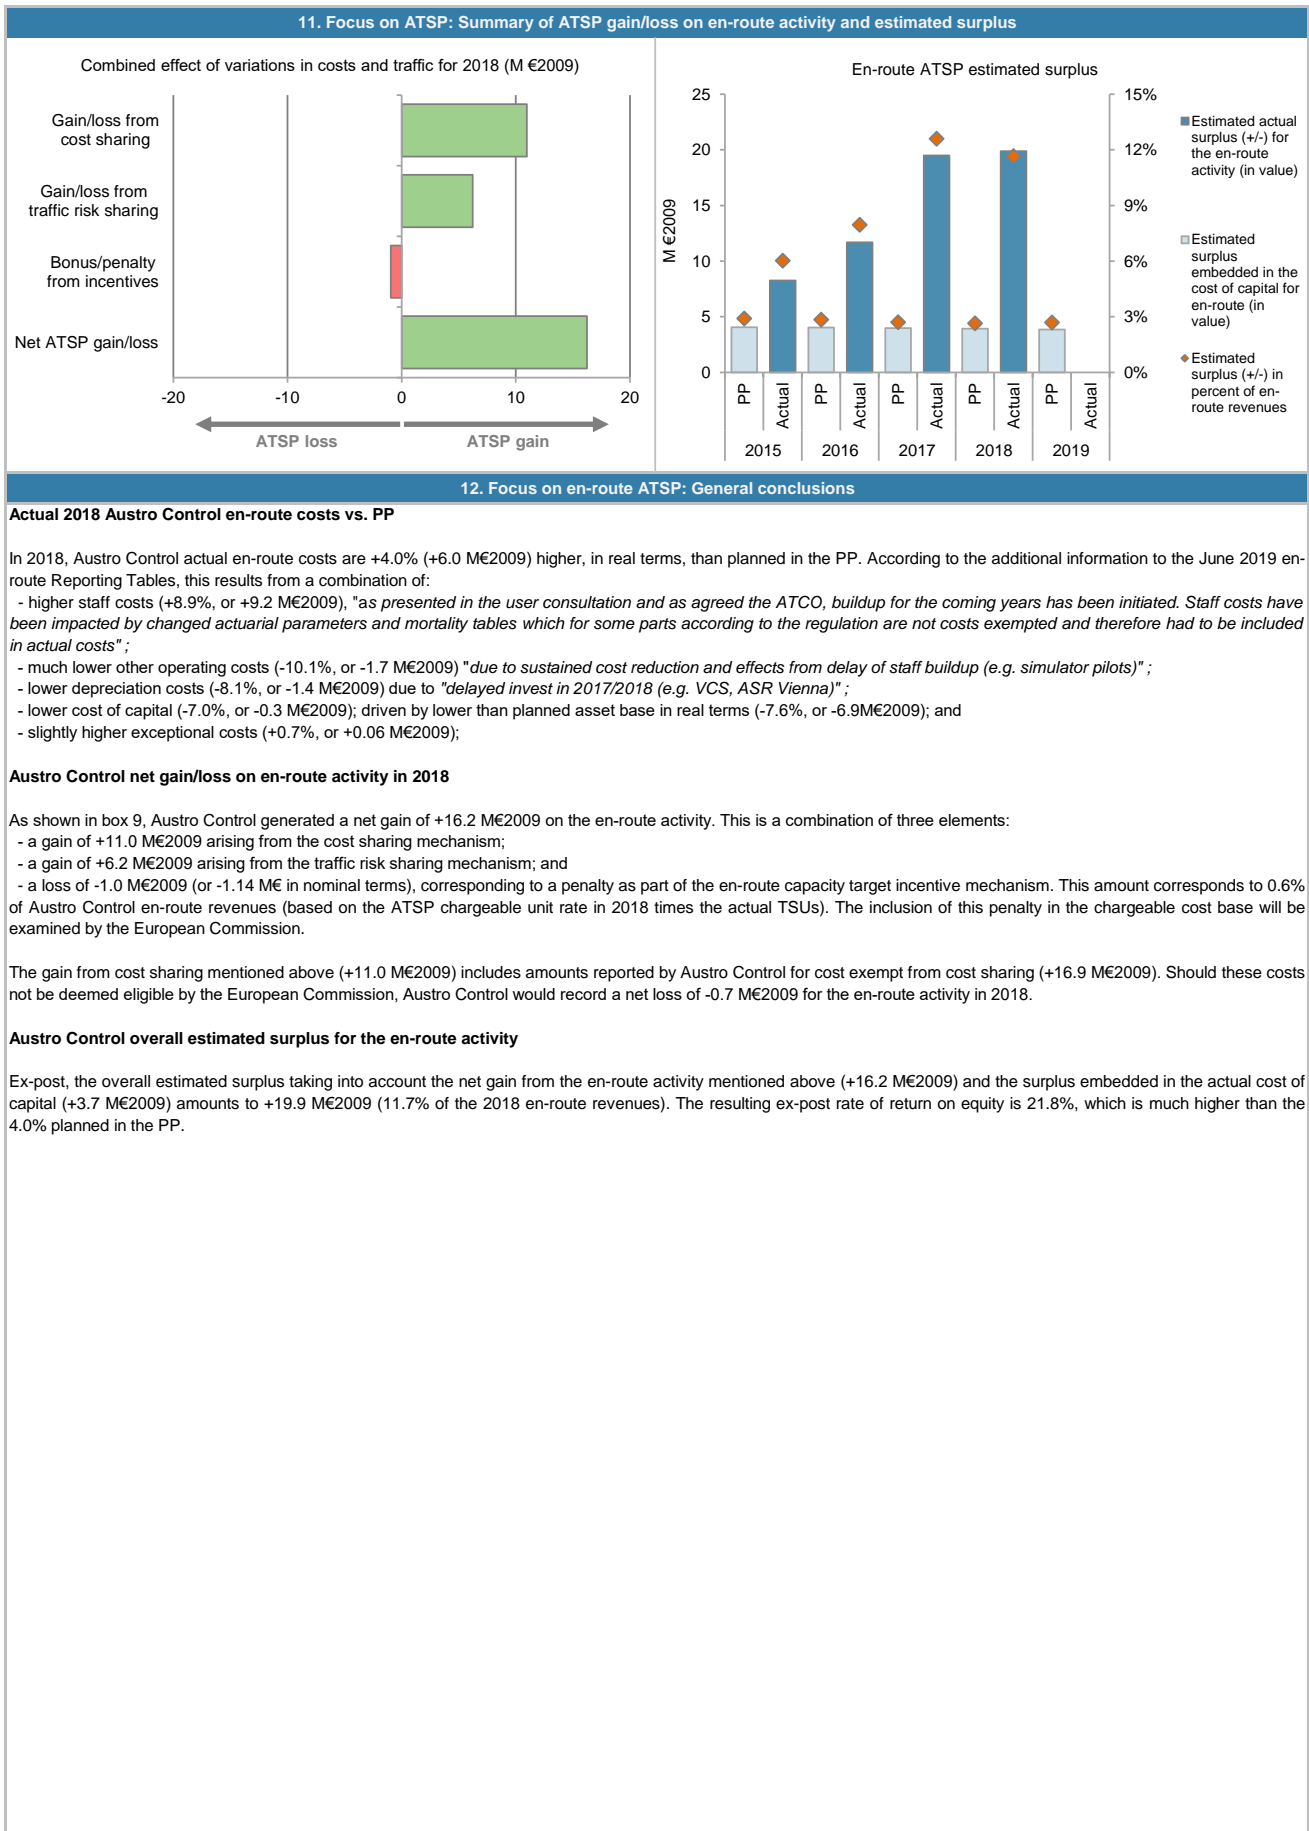 11. Focus on ATSP: Summary of ATSP gain/loss on en-route activity and estimated surplus
Combined effect of variations in costs and traffic for 2018 (M €2009)
Gain/loss from
cost sharing
Gain/loss from
traffic risk sharing
Bonus/penalty
from incentives
Net ATSP gain/loss
-20 -10 0 10 20
ATSP loss ATSP gain
En-route ATSP estimated surplus
M €2009
25
20
15
10
5
0
15%
12%
9%
6%
3%
0%
PP Actual PP Actual PP Actual PP Actual PP Actual
2015 2016 2017 2018 2019
Estimated actual
surplus (+/-) for
the en-route
activity (in value)
Estimated
surplus
embedded in the
cost of capital for
en-route (in
value)
Estimated
surplus (+/-) in
percent of en-
route revenues
12. Focus on en-route ATSP: General conclusions
Actual 2018 Austro Control en-route costs vs. PP
In 2018, Austro Control actual en-route costs are +4.0% (+6.0 M€2009) higher, in real terms, than planned in the PP. According to the additional information to the June 2019 en-
route Reporting Tables, this results from a combination of:
- higher staff costs (+8.9%, or +9.2 M€2009), "as presented in the user consultation and as agreed the ATCO, buildup for the coming years has been initiated. Staff costs have
been impacted by changed actuarial parameters and mortality tables which for some parts according to the regulation are not costs exempted and therefore had to be included
in actual costs" ;
- much lower other operating costs (-10.1%, or -1.7 M€2009) "due to sustained cost reduction and effects from delay of staff buildup (e.g. simulator pilots)" ;
- lower depreciation costs (-8.1%, or -1.4 M€2009) due to "delayed invest in 2017/2018 (e.g. VCS, ASR Vienna)" ;
- lower cost of capital (-7.0%, or -0.3 M€2009); driven by lower than planned asset base in real terms (-7.6%, or -6.9M€2009); and
- slightly higher exceptional costs (+0.7%, or +0.06 M€2009);
Austro Control net gain/loss on en-route activity in 2018
As shown in box 9, Austro Control generated a net gain of +16.2 M€2009 on the en-route activity. This is a combination of three elements:
- a gain of +11.0 M€2009 arising from the cost sharing mechanism;
- a gain of +6.2 M€2009 arising from the traffic risk sharing mechanism; and
- a loss of -1.0 M€2009 (or -1.14 M€ in nominal terms), corresponding to a penalty as part of the en-route capacity target incentive mechanism. This amount corresponds to 0.6%
of Austro Control en-route revenues (based on the ATSP chargeable unit rate in 2018 times the actual TSUs). The inclusion of this penalty in the chargeable cost base will be
examined by the European Commission.
The gain from cost sharing mentioned above (+11.0 M€2009) includes amounts reported by Austro Control for cost exempt from cost sharing (+16.9 M€2009). Should these costs
not be deemed eligible by the European Commission, Austro Control would record a net loss of -0.7 M€2009 for the en-route activity in 2018.
Austro Control overall estimated surplus for the en-route activity
Ex-post, the overall estimated surplus taking into account the net gain from the en-route activity mentioned above (+16.2 M€2009) and the surplus embedded in the actual cost of
capital (+3.7 M€2009) amounts to +19.9 M€2009 (11.7% of the 2018 en-route revenues). The resulting ex-post rate of return on equity is 21.8%, which is much higher than the
4.0% planned in the PP.